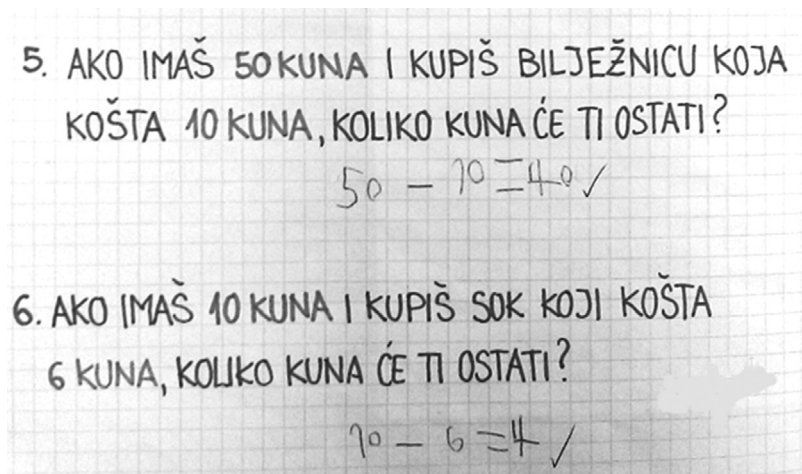 5. AKO IMAŠ 50 KUNA I KUPIŠ BILJEŽNICU KOJA
KOŠTA 10 KUNA, KOLIKO KUNA ĆE TI OSTATI?
50 – 10 = 40 ✓
6. AKO IMAŠ 10 KUNA I KUPIŠ SOK KOJI KOŠTA
6 KUNA, KOLIKO KUNA ĆE TI OSTATI?
10 – 6 = 4 ✓